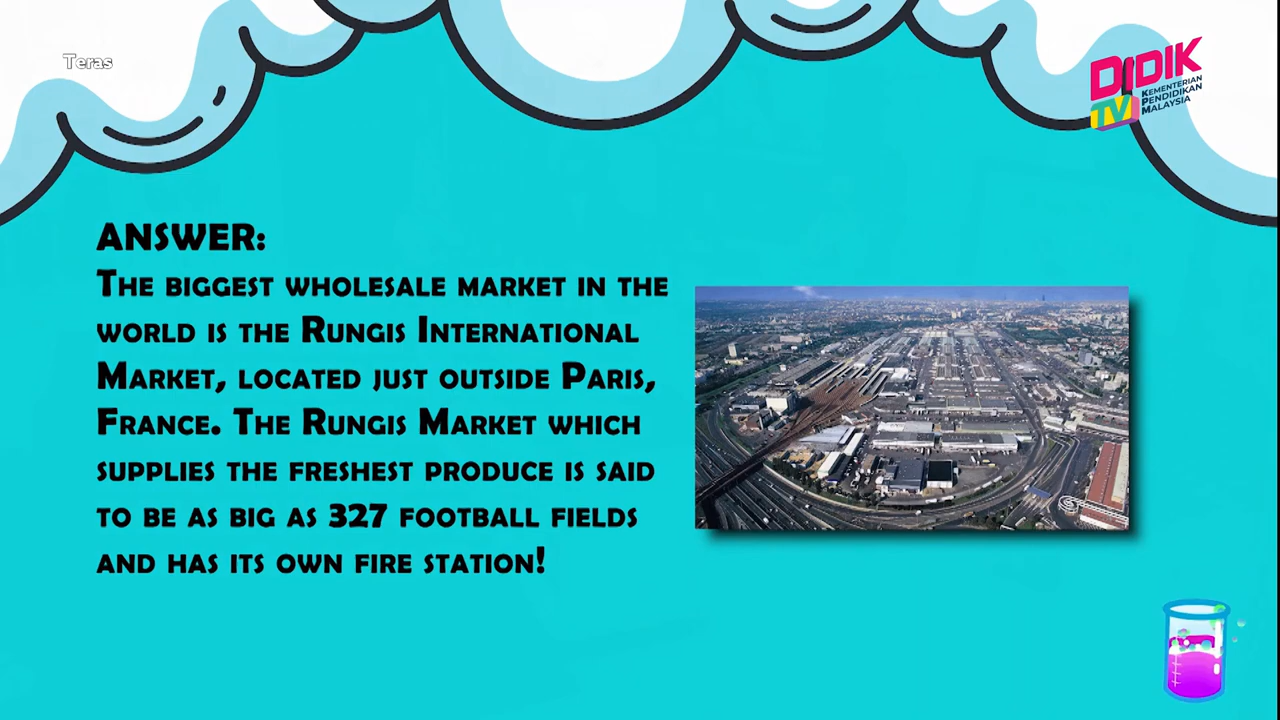 Teras
DIDIK
TV
KEMENTERIAN
PENDIDIKAN
MALAYSIA
ANSWER:
THE BIGGEST WHOLESALE MARKET IN THE
WORLD IS THE RUNGIS INTERNATIONAL
MARKET, LOCATED JUST OUTSIDE PARIS,
FRANCE. THE RUNGIS MARKET WHICH
SUPPLIES THE FRESHEST PRODUCE IS SAID
TO BE AS BIG AS 327 FOOTBALL FIELDS
AND HAS ITS OWN FIRE STATION!